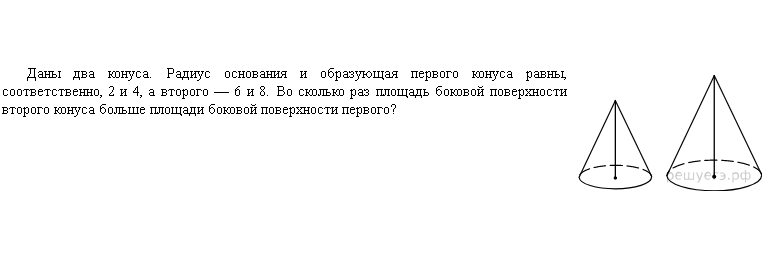 Даны два конуса. Радиус основания и образующая первого конуса равны,
соответственно, 2 и 4, а второго — 6 и 8. Во сколько раз площадь боковой поверхности
второго конуса больше площади боковой поверхности первого?
решуегэ.рф